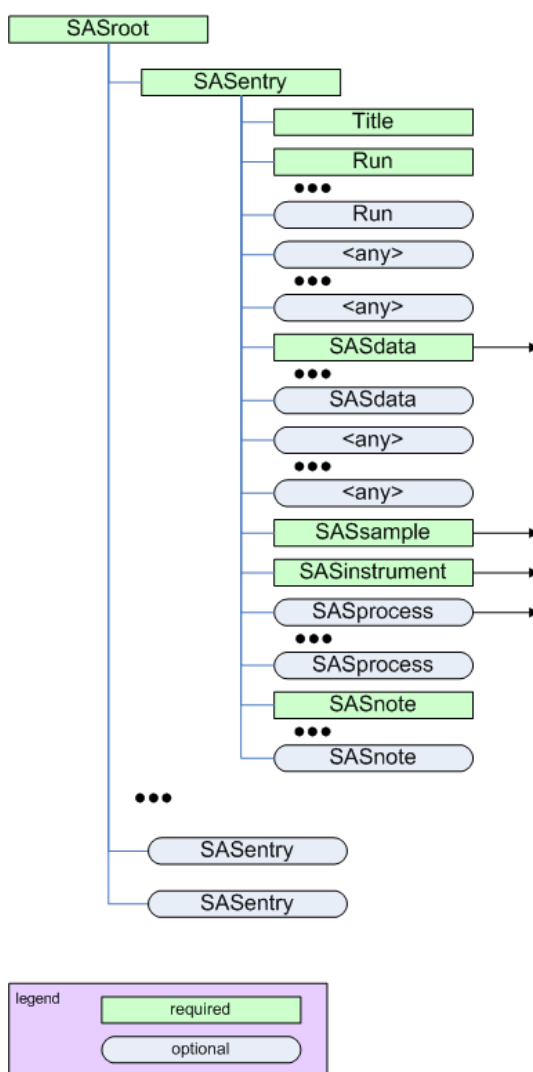 SASroot
SASentry
Title
Run
•••
Run
<any>
•••
<any>
SASdata
•••
SASdata
<any>
•••
<any>
SASsample
SASinstrument
SASprocess
•••
SASprocess
SASnote
•••
SASnote
•••
SASentry
SASentry
legend
required
optional